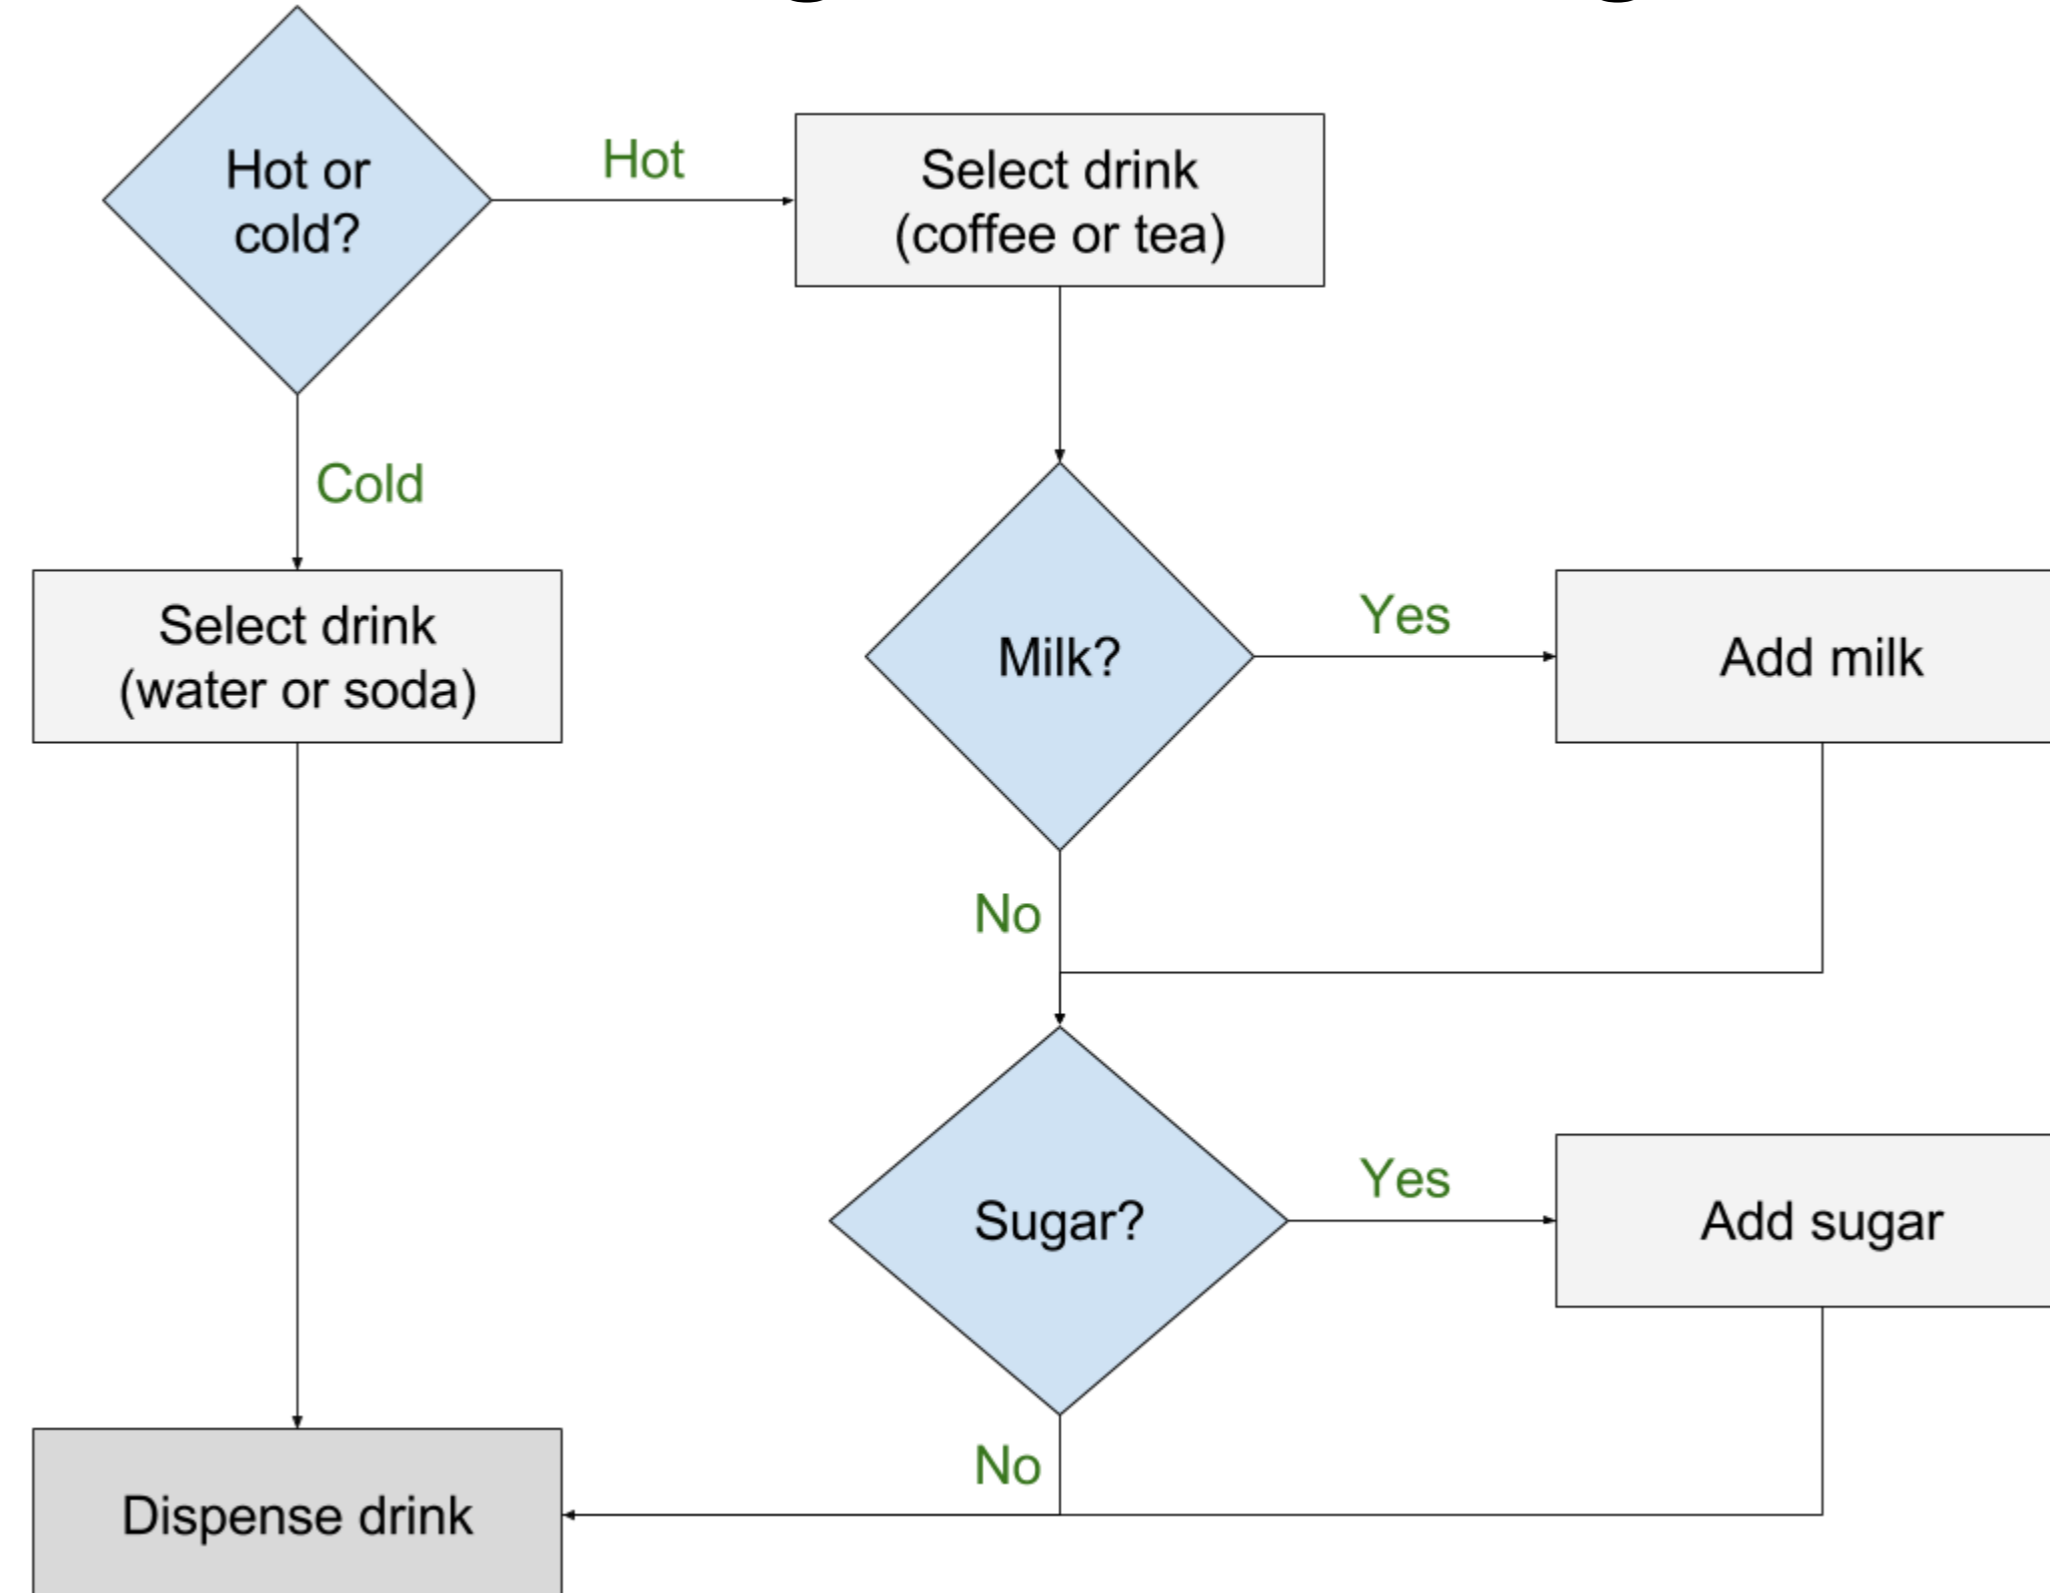 Hot or
cold?
Hot
Select drink
(coffee or tea)
Cold
Select drink
(water or soda)
Milk?
Yes
Add milk
No
Sugar?
Yes
Add sugar
No
Dispense drink